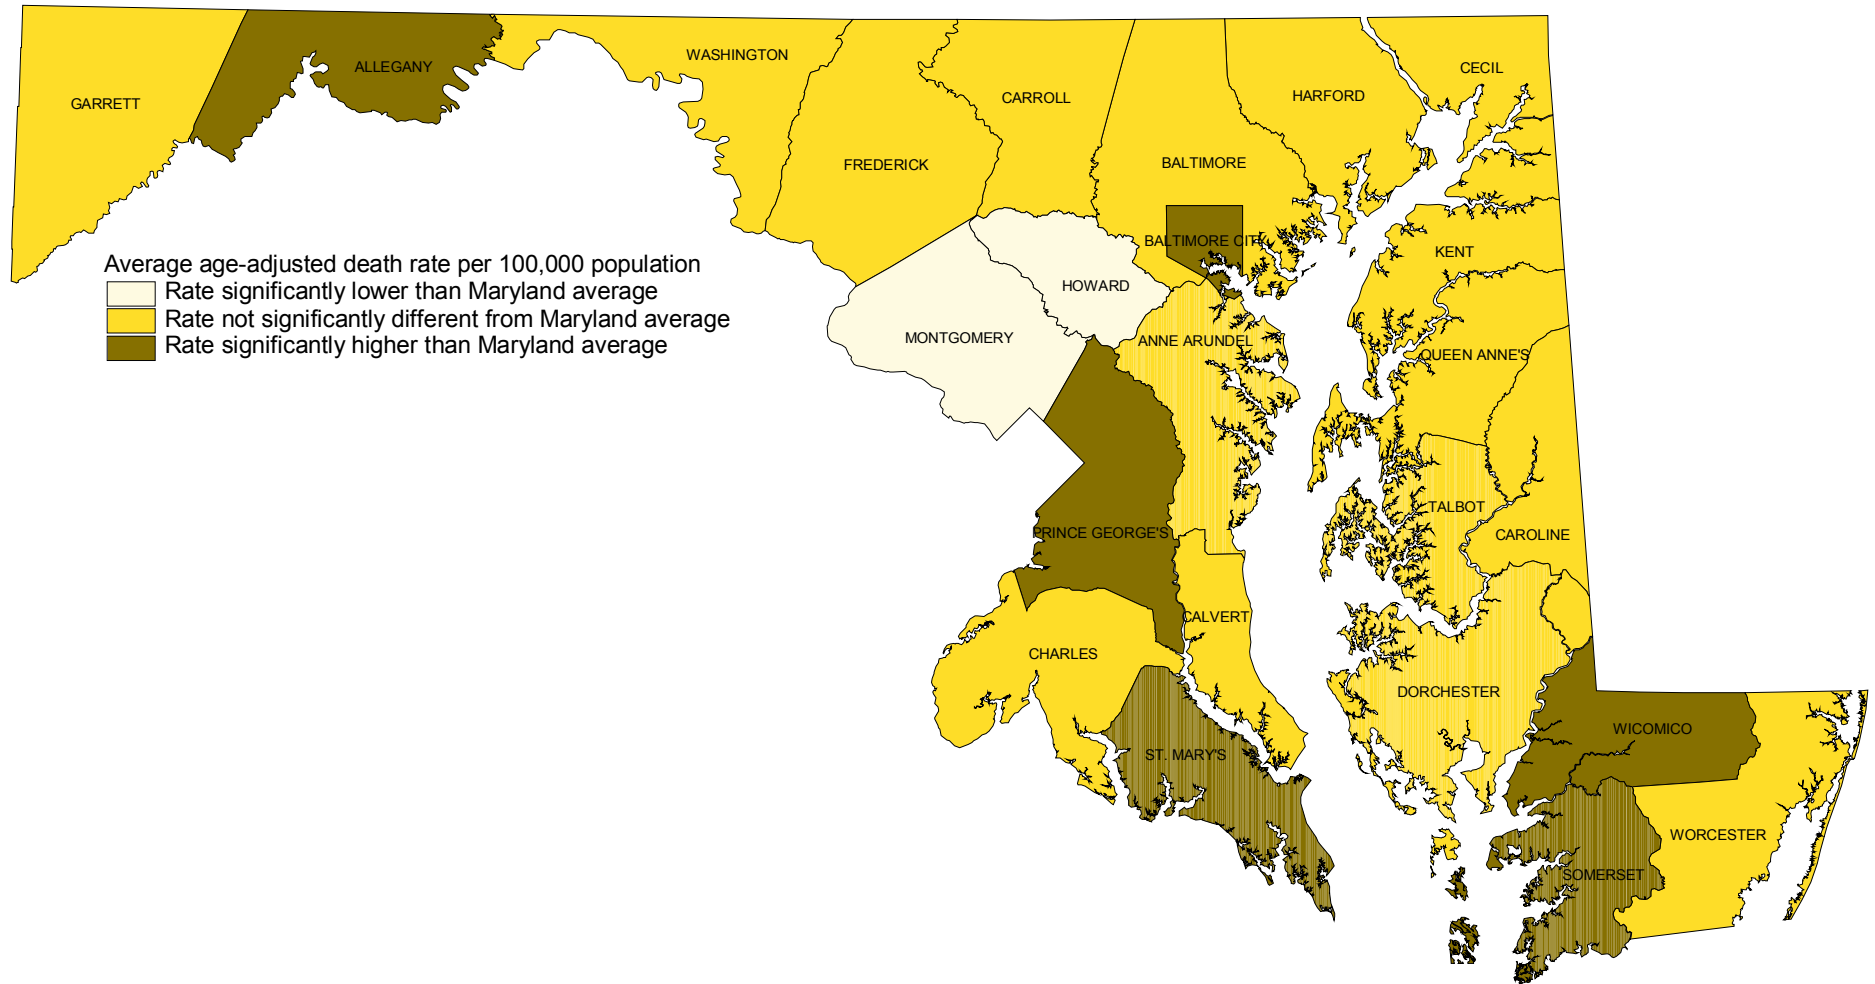 WASHINGTON
ALLEGANY
CECIL
GARRETT
CARROLL
HARFORD
FREDERICK
BALTIMORE
BALTIMORE CITY
KENT
Average age-adjusted death rate per 100,000 population
Rate significantly lower than Maryland average
Rate not significantly different from Maryland average
Rate significantly higher than Maryland average
HOWARD
MONTGOMERY
ANNE ARUNDEL
QUEEN ANNE'S
TALBOT
PRINCE GEORGE'S
CAROLINE
CALVERT
CHARLES
DORCHESTER
WICOMICO
ST. MARY'S
WORCESTER
SOMERSET